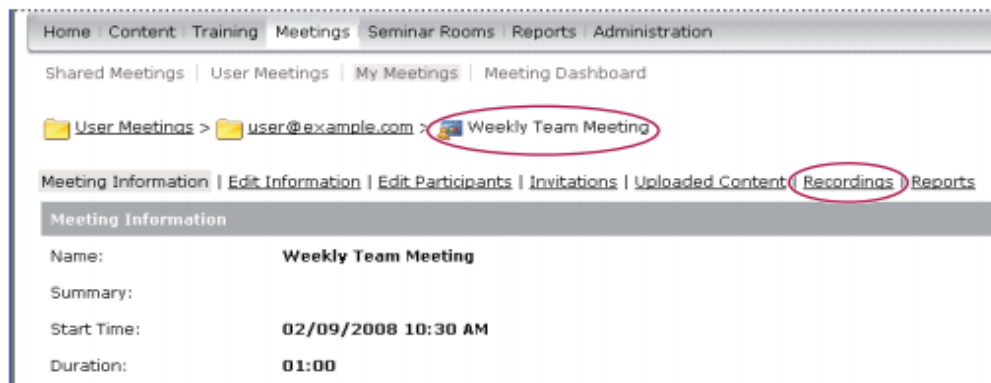 Home | Content | Training Meetings Seminar Rooms | Reports | Administration
Shared Meetings | User Meetings | My Meetings | Meeting Dashboard
User Meetings > user@example.com > Weekly Team Meeting
Meeting Information | Edit Information | Edit Participants | Invitations | Uploaded Content | Recordings | Reports
Meeting Information
Name: Weekly Team Meeting
Summary:
Start Time: 02/09/2008 10:30 AM
Duration: 01:00